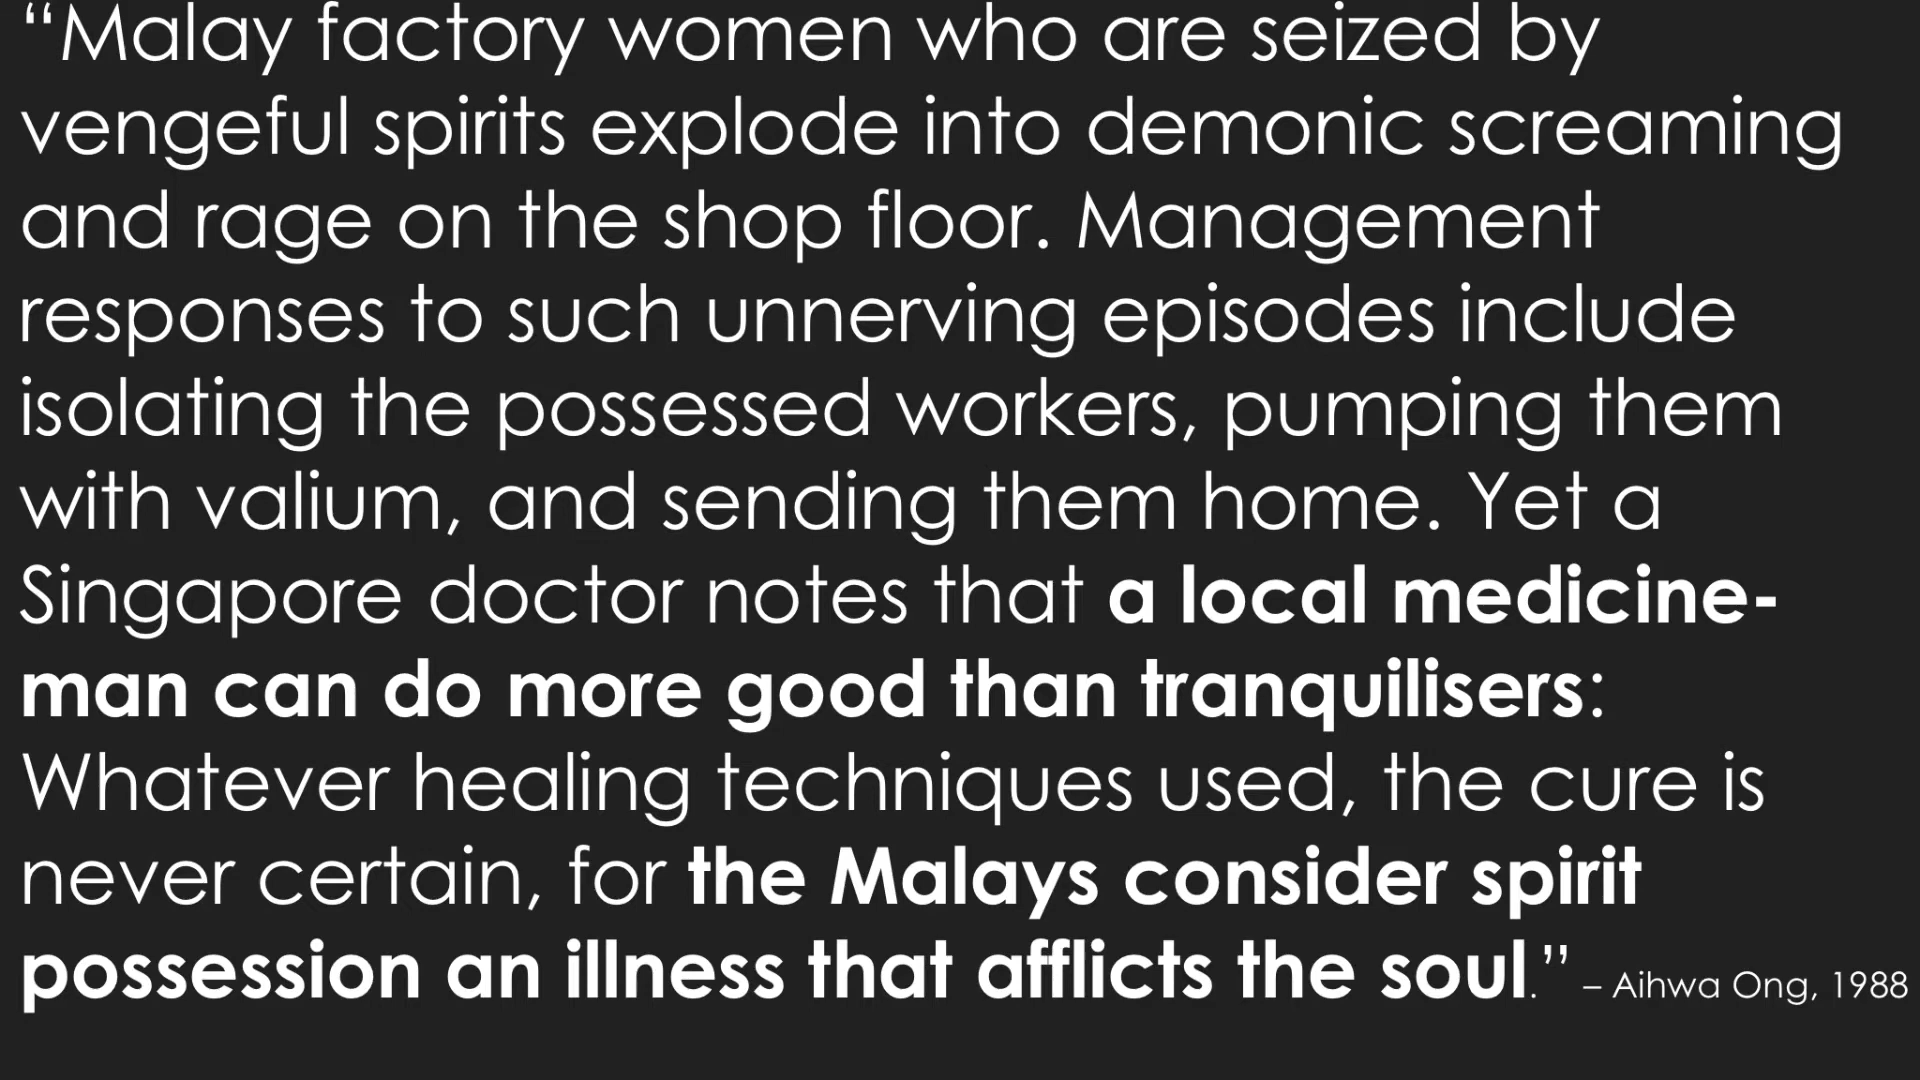 “Malay factory women who are seized by
vengeful spirits explode into demonic screaming
and rage on the shop floor. Management
responses to such unnerving episodes include
isolating the possessed workers, pumping them
with valium, and sending them home. Yet a
Singapore doctor notes that a local medicine-
man can do more good than tranquilisers:
Whatever healing techniques used, the cure is
never certain, for the Malays consider spirit
possession an illness that afflicts the soul.” – Aihwa Ong, 1988